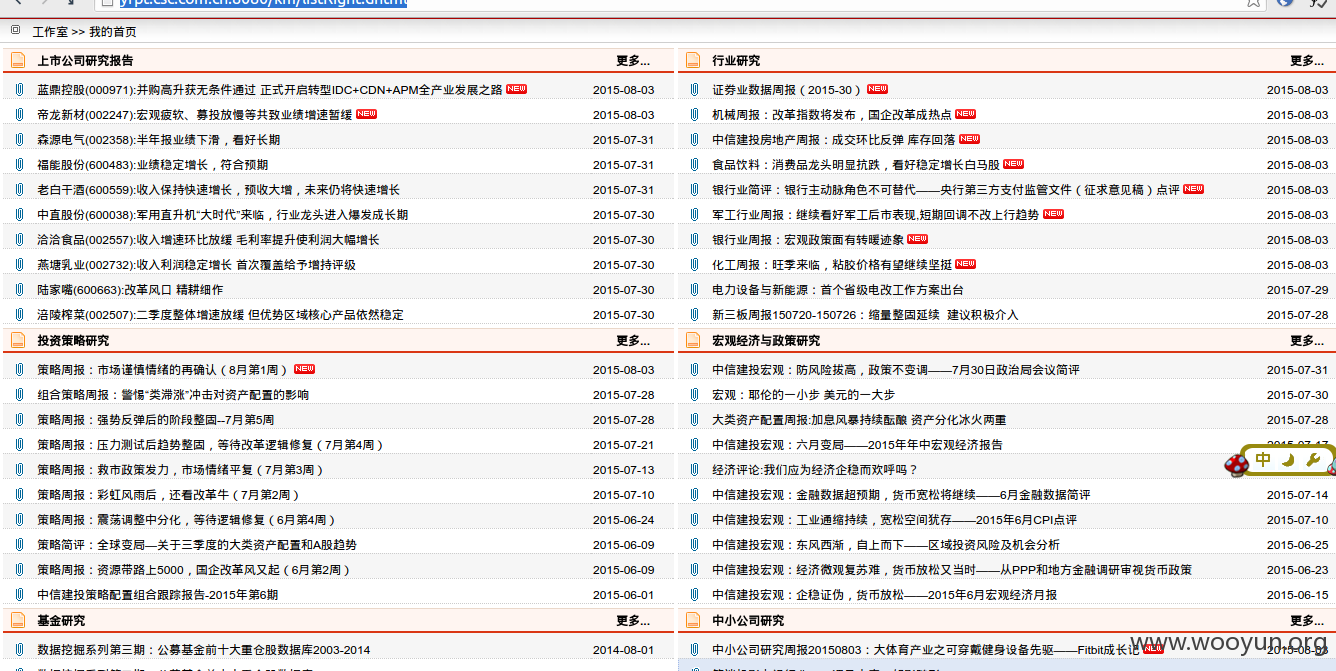 yrpt.csc.com.cn:8080/km/listRight.dhtml
工作室 >> 我的首页
上市公司研究报告 更多...
蓝鼎控股(000971):并购高升获无条件通过 正式开启转型IDC+CDN+APM全产业发展之路 NEW 2015-08-03
帝龙新材(002247):宏观疲软、募投放慢等共致业绩增速暂缓 NEW 2015-08-03
森源电气(002358):半年报业绩下滑，看好长期 2015-07-31
福能股份(600483):业绩稳定增长，符合预期 2015-07-31
老白干酒(600559):收入保持快速增长，预收大增，未来仍将快速增长 2015-07-31
中直股份(600038):军用直升机“大时代”来临，行业龙头进入爆发成长期 2015-07-30
洽洽食品(002557):收入增速环比放缓 毛利率提升使利润大幅增长 2015-07-30
燕塘乳业(002732):收入利润稳定增长 首次覆盖给予增持评级 2015-07-30
陆家嘴(600663):改革风口 精耕细作 2015-07-30
涪陵榨菜(002507):二季度整体增速放缓 但优势区域核心产品依然稳定 2015-07-30
行业研究 更多...
证券业数据周报（2015-30） NEW 2015-08-03
机械周报：改革指数将发布，国企改革成热点 NEW 2015-08-03
中信建投房地产周报：成交环比反弹 库存回落 NEW 2015-08-03
食品饮料：消费品龙头明显抗跌，看好稳定增长白马股 NEW 2015-08-03
银行业简评：银行主动脉角色不可替代——央行第三方支付监管文件（征求意见稿）点评 NEW 2015-08-03
军工行业周报：继续看好军工后市表现,短期回调不改上行趋势 NEW 2015-08-03
银行业周报：宏观政策面有转暖迹象 NEW 2015-08-03
化工周报：旺季来临，粘胶价格有望继续坚挺 NEW 2015-08-03
电力设备与新能源：首个省级电改工作方案出台 2015-07-29
新三板周报150720-150726：缩量整固延续 建议积极介入 2015-07-28
投资策略研究 更多...
策略周报：市场谨慎情绪的再确认（8月第1周） NEW 2015-08-03
组合策略周报：警惕“类滞涨”冲击对资产配置的影响 2015-07-28
策略周报：强势反弹后的阶段整固--7月第5周 2015-07-28
策略周报：压力测试后趋势整固，等待改革逻辑修复（7月第4周） 2015-07-21
策略周报：救市政策发力，市场情绪平复（7月第3周） 2015-07-13
策略周报：彩虹风雨后，还看改革牛（7月第2周） 2015-07-10
策略周报：震荡调整中分化，等待逻辑修复（6月第4周） 2015-06-24
策略简评：全球变局—关于三季度的大类资产配置和A股趋势 2015-06-09
策略周报：资源带路上5000，国企改革风又起（6月第2周） 2015-06-09
中信建投策略配置组合跟踪报告-2015年第6期 2015-06-01
宏观经济与政策研究 更多...
中信建投宏观：防风险拔高，政策不变调——7月30日政治局会议简评 2015-07-31
宏观：耶伦的一小步 美元的一大步 2015-07-30
大类资产配置周报:加息风暴持续酝酿 资产分化冰火两重 2015-07-28
中信建投宏观：六月变局——2015年年中宏观经济报告 2015-07-17
经济评论:我们应为经济企稳而欢呼吗？
中信建投宏观：金融数据超预期，货币宽松将继续——6月金融数据简评 2015-07-14
中信建投宏观：工业通缩持续，宽松空间犹存——2015年6月CPI点评 2015-07-10
中信建投宏观：东风西渐，自上而下——区域投资风险及机会分析 2015-06-25
中信建投宏观：经济微观复苏难，货币放松又当时——从PPP和地方金融调研审视货币政策 2015-06-23
中信建投宏观：企稳证伪，货币放松——2015年6月宏观经济月报 2015-06-15
中
基金研究 更多...
数据挖掘系列第三期：公募基金前十大重仓股数据库2003-2014 2014-08-01
中小公司研究 更多...
中小公司研究周报20150803：大体育产业之可穿戴健身设备先驱——Fitbit成长记 NEW 2015-08-03
www.wooyun.org